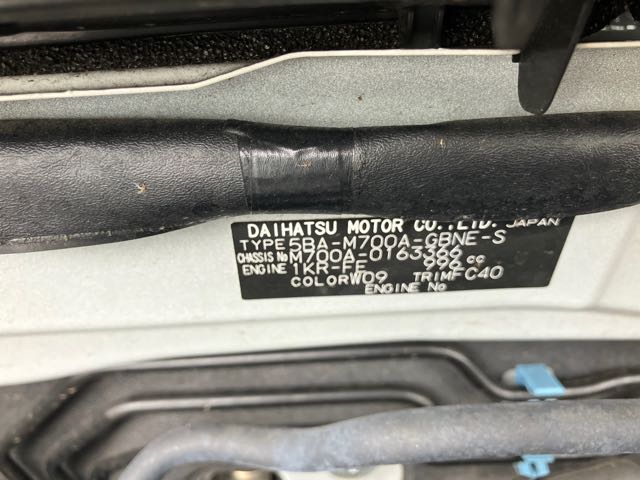 DAIHATSU MOTOR CO.,LTD. JAPAN
TYPE 5BA-M700A-GBNE-S
CHASSIS No M700A-0163366
ENGINE 1KR-FE 996 cc
COLOR W09 TRIM FC40
ENGINE No